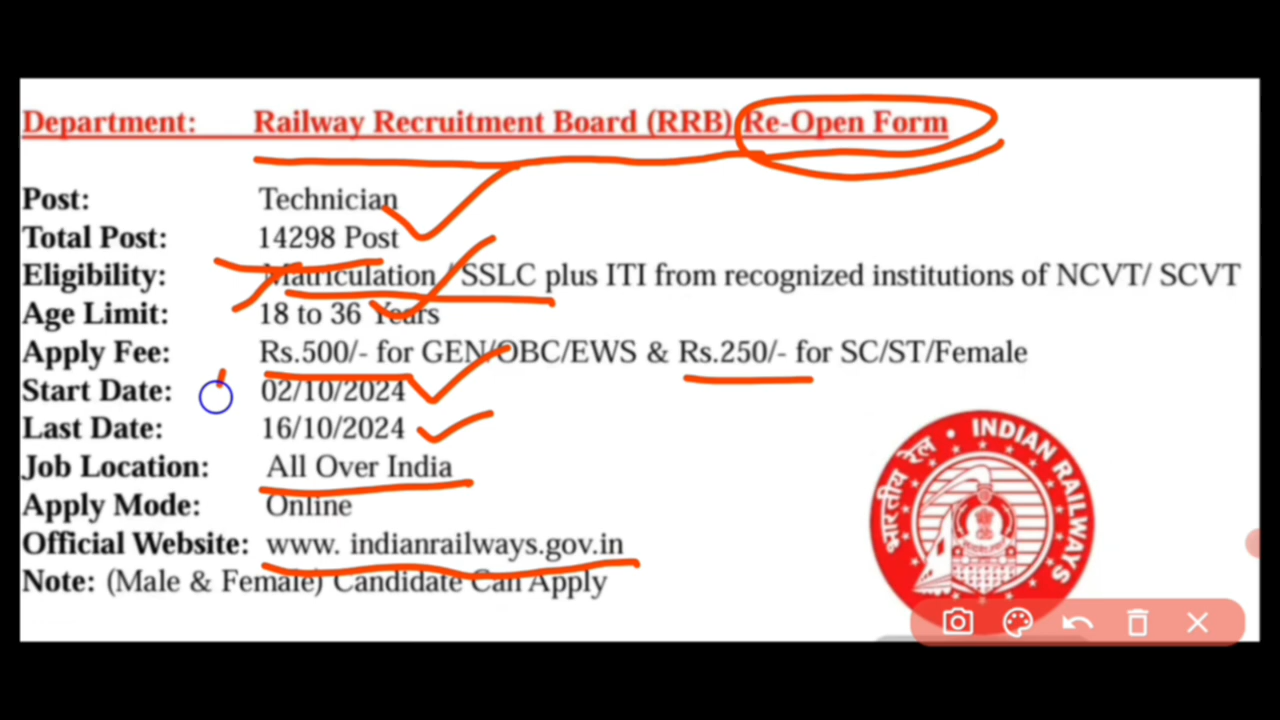 Department: Railway Recruitment Board (RRB) Re-Open Form
Post: Technician
Total Post: 14298 Post
Eligibility: Matriculation / SSLC plus ITI from recognized institutions of NCVT/ SCVT
Age Limit: 18 to 36 Years
Apply Fee: Rs.500/- for GEN/OBC/EWS & Rs.250/- for SC/ST/Female
Start Date: 02/10/2024
Last Date: 16/10/2024
Job Location: All Over India
Apply Mode: Online
Official Website: www. indianrailways.gov.in
Note: (Male & Female) Candidate Can Apply
भारतीय रेल • INDIAN RAILWAYS